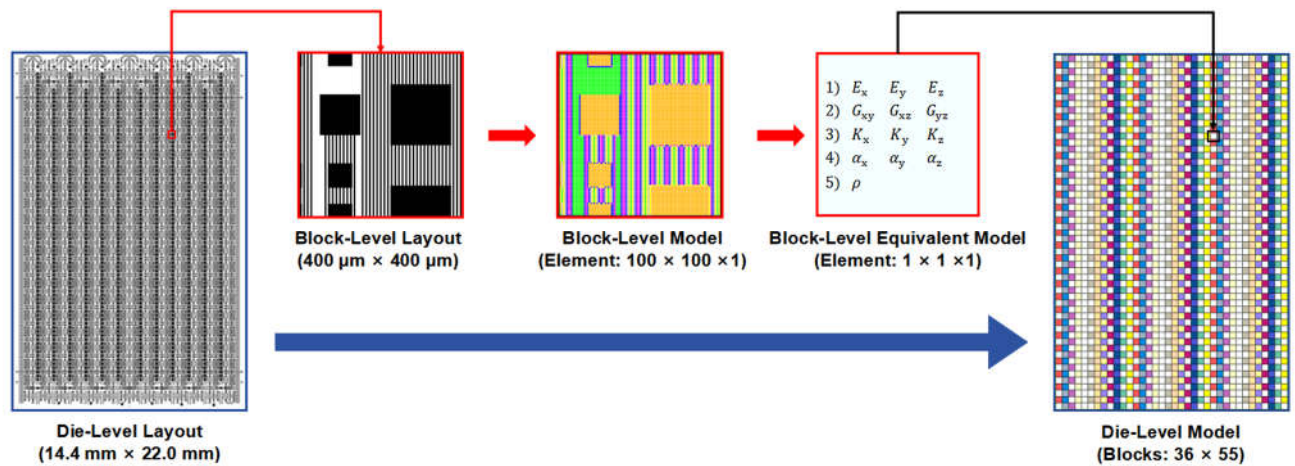 1) Eₓ E_y E_z
2) G_xy G_xz G_yz
3) Kₓ K_y K_z
4) αₓ α_y α_z
5) ρ
Block-Level Layout
(400 μm × 400 μm)
Block-Level Model
(Element: 100 × 100 ×1)
Block-Level Equivalent Model
(Element: 1 × 1 ×1)
Die-Level Layout
(14.4 mm × 22.0 mm)
Die-Level Model
(Blocks: 36 × 55)